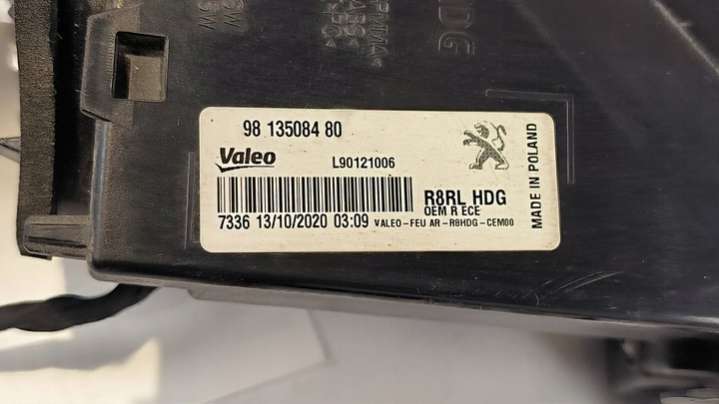 HDG
98 135084 80
Valeo
L90121006
R8RL HDG
OEM R ECE
7336 13/10/2020 03:09 VALEO-FEU AR-R8HDG-CEM00
MADE IN POLAND